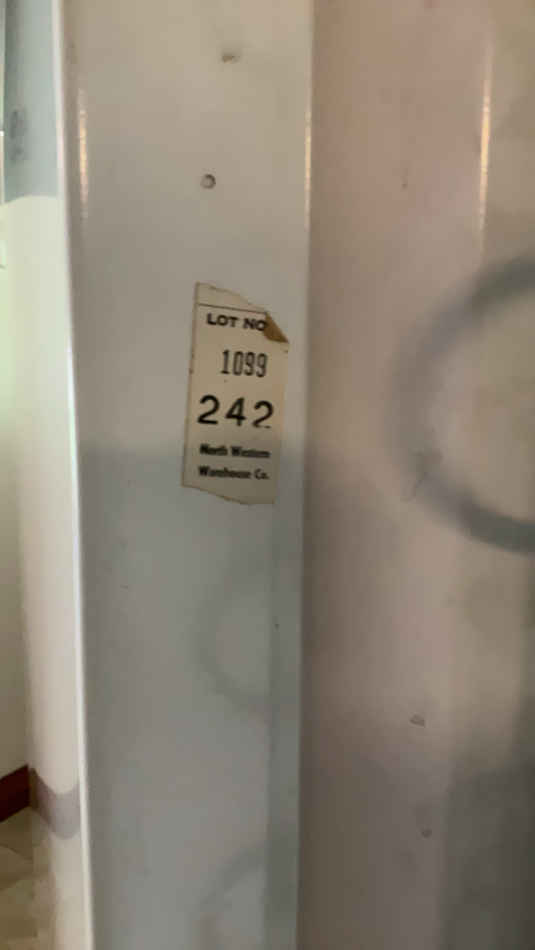 LOT NO
1099
242
North Western
Warehouse Co.